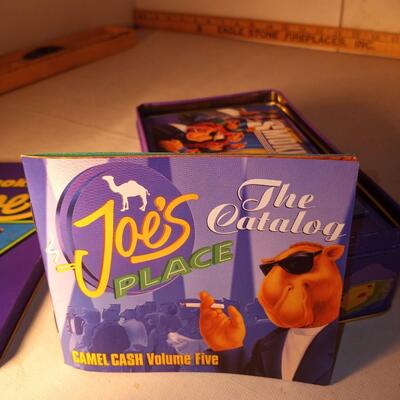 EAGLE STONE FIREPLACES, INC.
Joe's
PLACE
The
Catalog
CAMEL CASH Volume Five